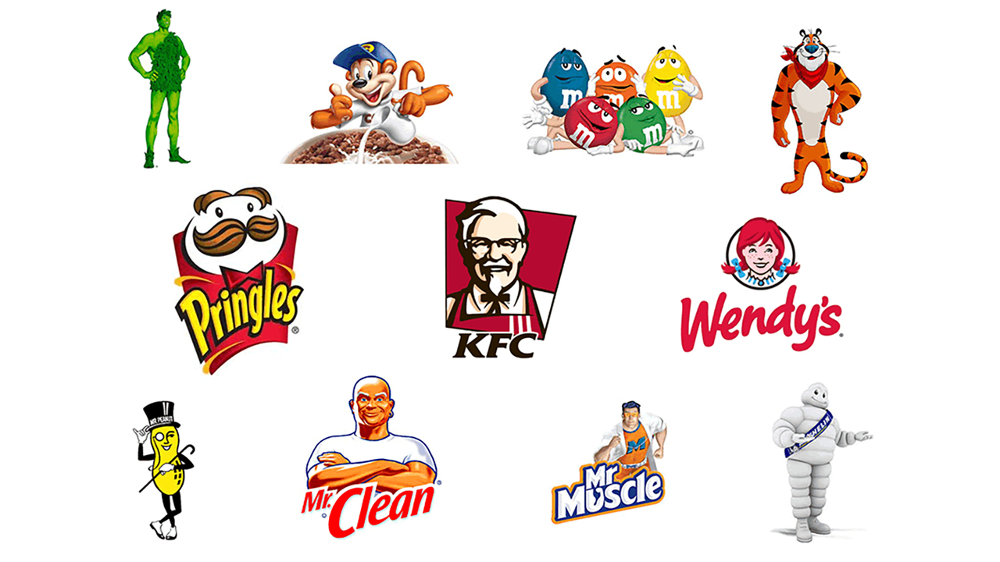 C
m
m
m
m
m
Pringles
®
KFC
Wendy's
MR. PEANUT
Mr.
Clean
®
M
Mr
Muscle
MICHELIN